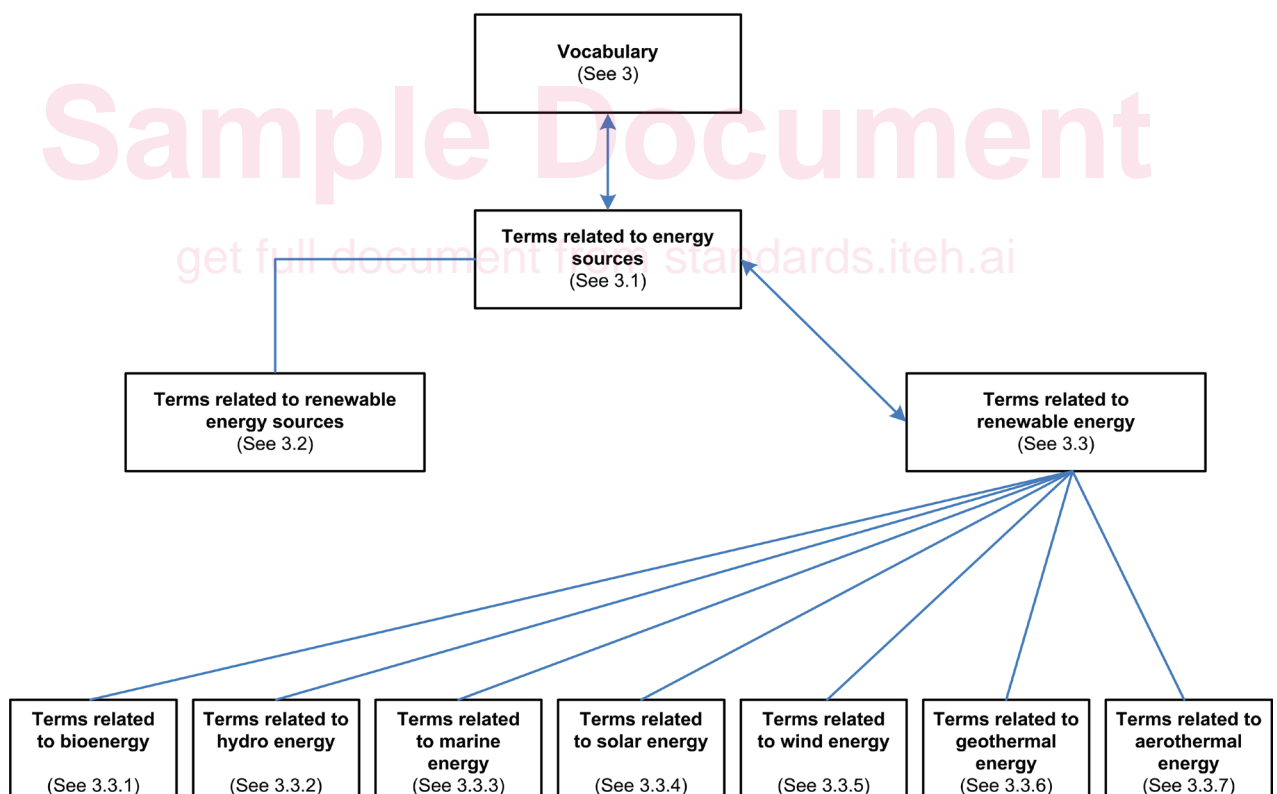 Vocabulary
(See 3)
Sample Document
Terms related to energy
sources
(See 3.1)
get full document from standards.iteh.ai
Terms related to renewable
energy sources
(See 3.2)
Terms related to
renewable energy
(See 3.3)
Terms related
to bioenergy
(See 3.3.1)
Terms related to
hydro energy
(See 3.3.2)
Terms related
to marine
energy
(See 3.3.3)
Terms related
to solar energy
(See 3.3.4)
Terms related
to wind energy
(See 3.3.5)
Terms related to
geothermal
energy
(See 3.3.6)
Terms related to
aerothermal
energy
(See 3.3.7)